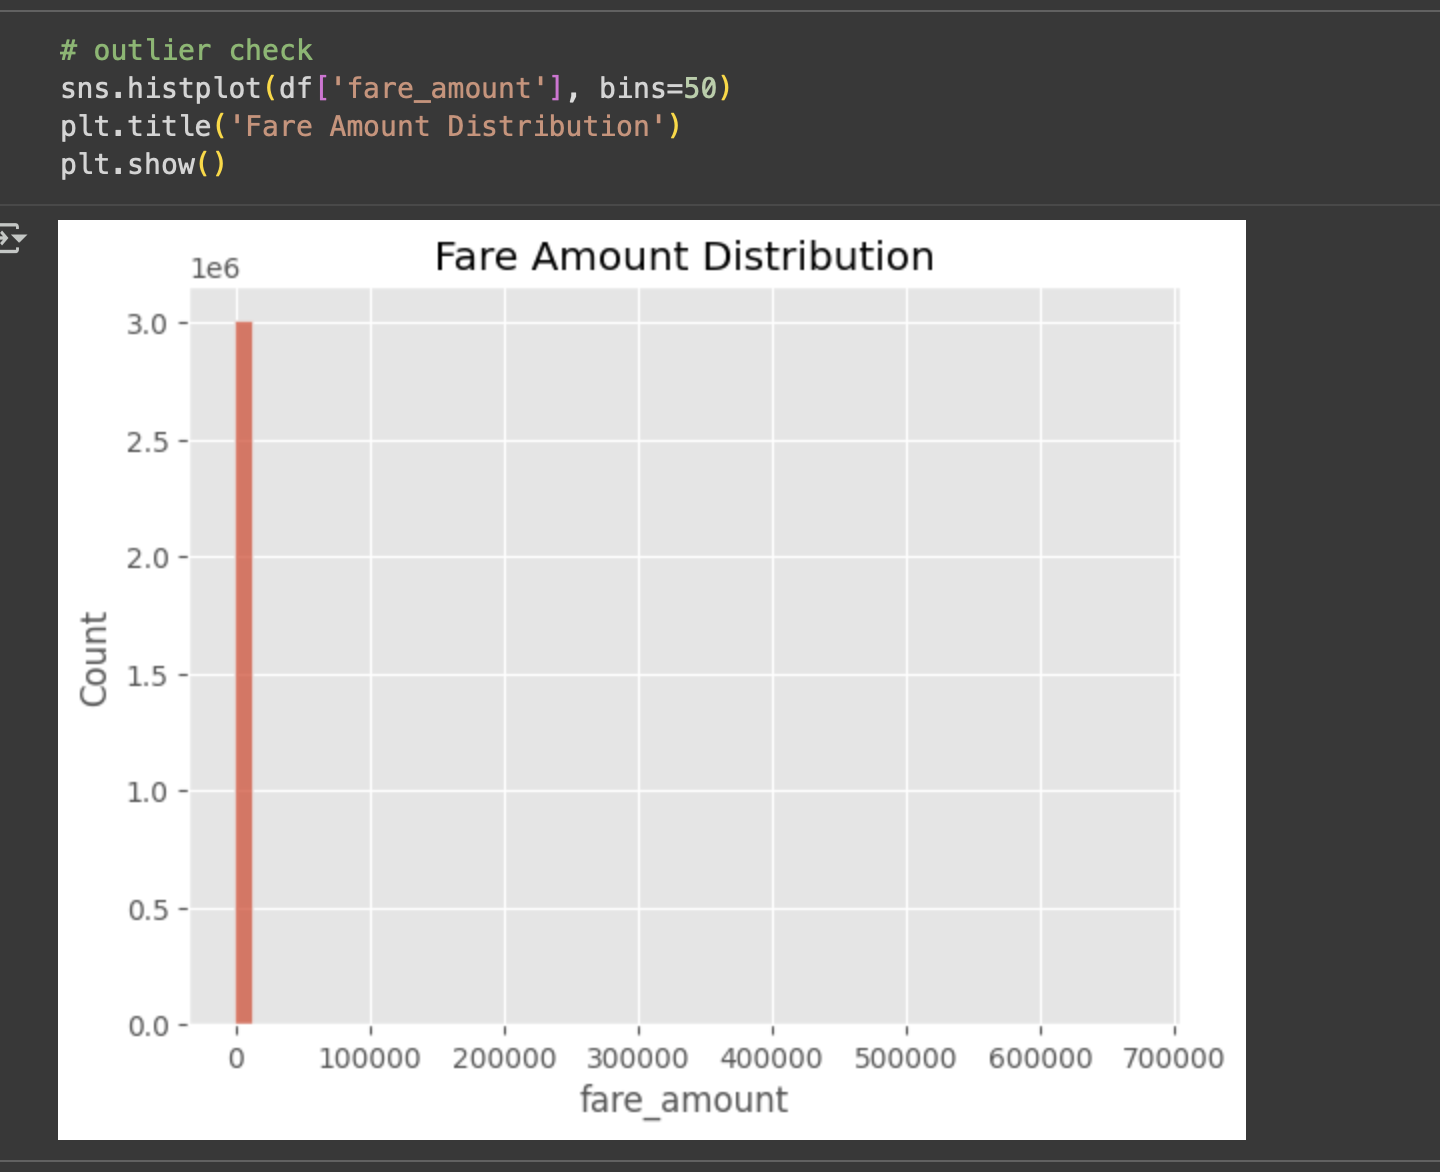 # outlier check
sns.histplot(df['fare_amount'], bins=50)
plt.title('Fare Amount Distribution')
plt.show()
Fare Amount Distribution
1e6
3.0
2.5
2.0
1.5
1.0
0.5
0.0
Count
0 100000 200000 300000 400000 500000 600000 700000
fare_amount